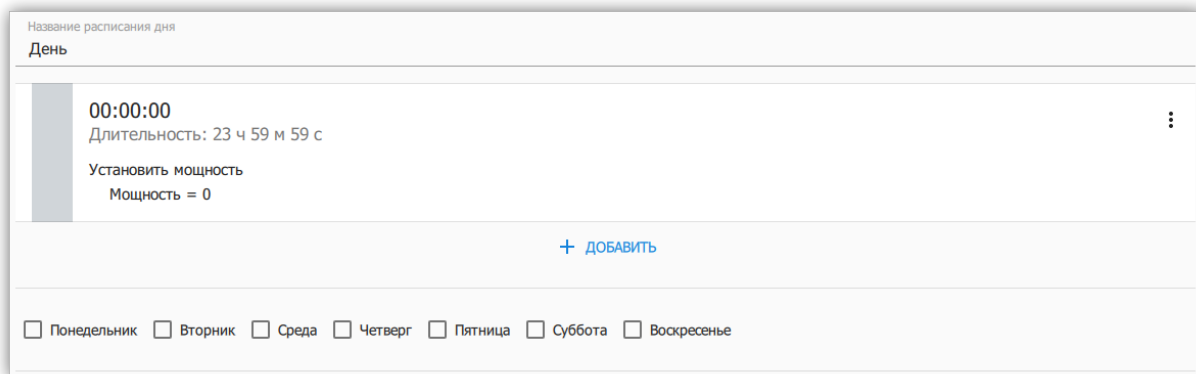 Название расписания дня
День
00:00:00
Длительность: 23 ч 59 м 59 с
Установить мощность
Мощность = 0
+ ДОБАВИТЬ
Понедельник Вторник Среда Четверг Пятница Суббота Воскресенье